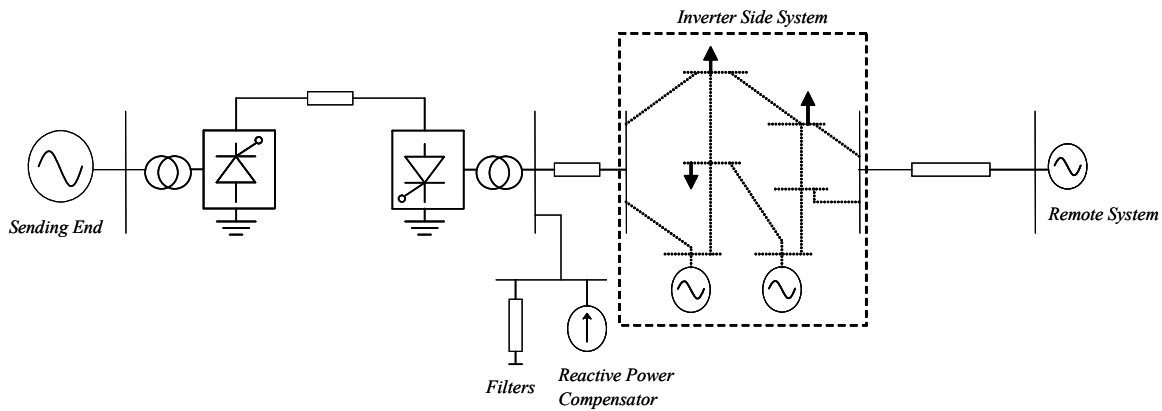 Inverter Side System
Sending End
Remote System
Filters
Reactive Power
Compensator